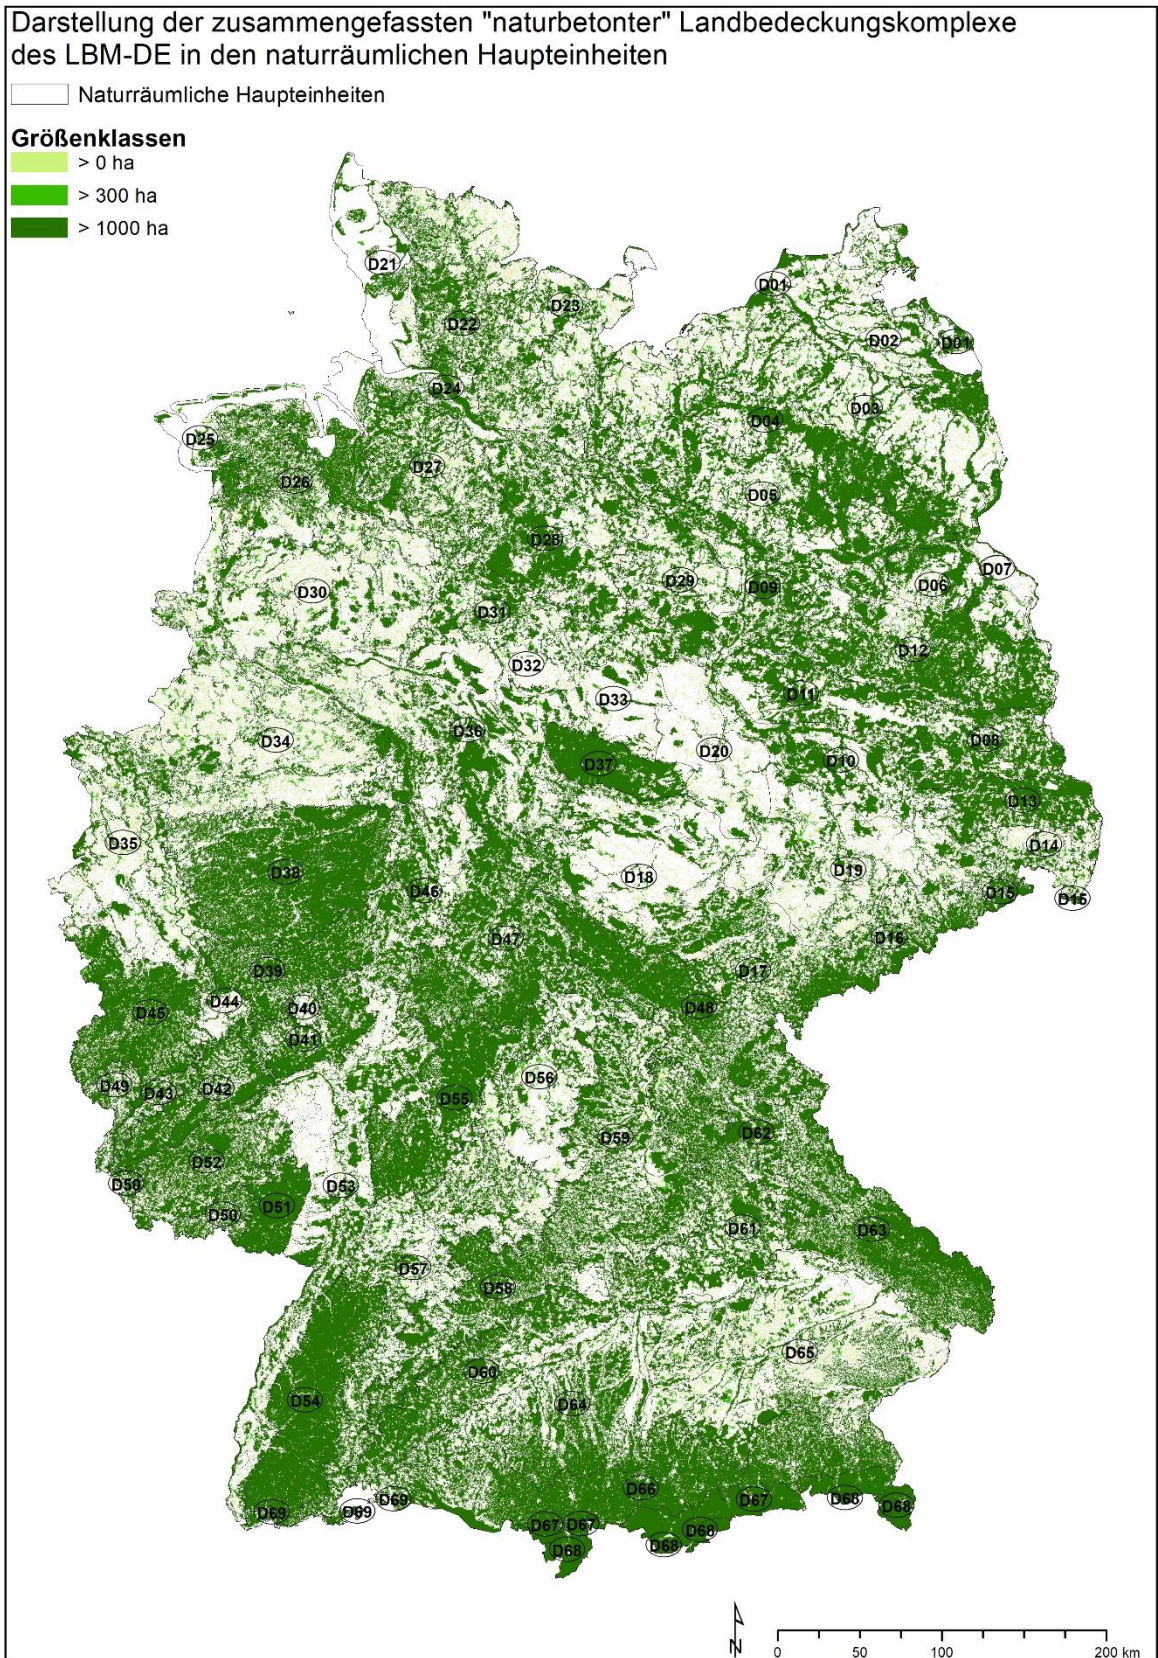 Darstellung der zusammengefassten "naturbetonter" Landbedeckungskomplexe
des LBM-DE in den naturräumlichen Haupteinheiten
Naturräumliche Haupteinheiten
Größenklassen
> 0 ha
> 300 ha
> 1000 ha
D21
D01
D23
D22
D02
D01
D24
D03
D04
D25
D27
D26
D05
D28
D07
D29
D06
D09
D30
D31
D12
D32
D11
D33
D36
D34
D08
D20
D10
D37
D13
D35
D14
D38
D19
D18
D46
D15
D15
D47
D16
D39
D17
D44
D40
D48
D45
D41
D56
D49
D42
D43
D55
D62
D59
D52
D50
D53
D51
D50
D61
D63
D57
D58
D65
D60
D54
D64
D66
D69
D67
D68
D68
D69
D69
D67
D67
D68
D68
D68
N
0 50 100 200 km